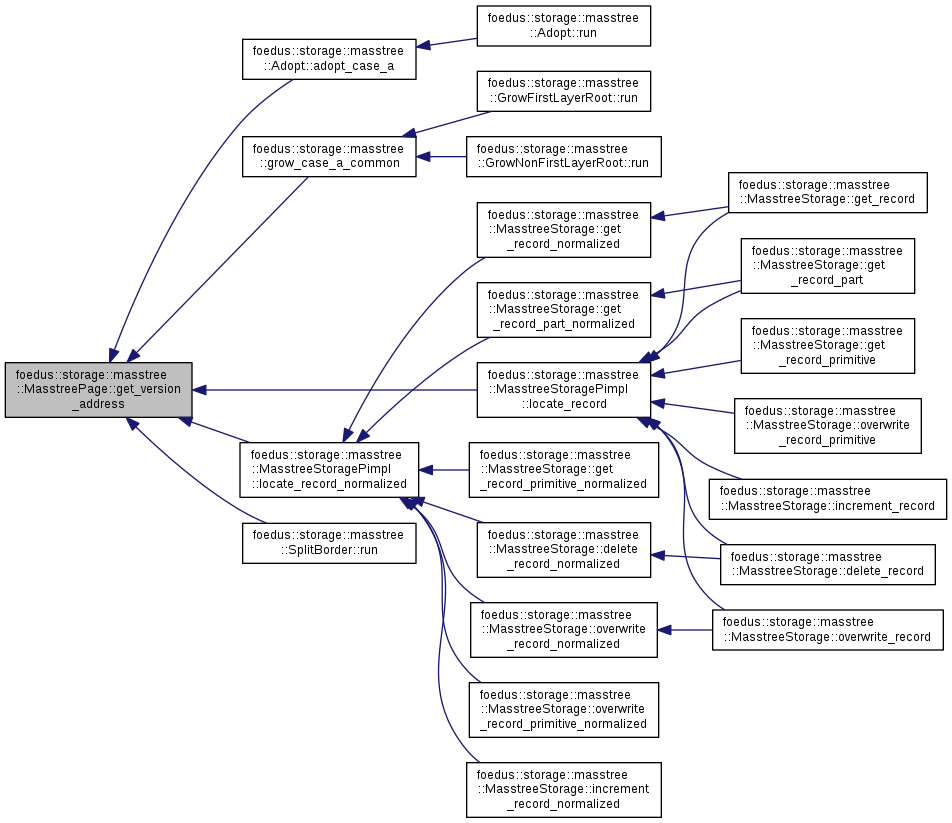 foedus::storage::masstree
::MasstreePage::get_version
_address
foedus::storage::masstree
::Adopt::adopt_case_a
foedus::storage::masstree
::grow_case_a_common
foedus::storage::masstree
::MasstreeStoragePimpl
::locate_record_normalized
foedus::storage::masstree
::SplitBorder::run
foedus::storage::masstree
::Adopt::run
foedus::storage::masstree
::GrowFirstLayerRoot::run
foedus::storage::masstree
::GrowNonFirstLayerRoot::run
foedus::storage::masstree
::MasstreeStorage::get
_record_normalized
foedus::storage::masstree
::MasstreeStorage::get
_record_part_normalized
foedus::storage::masstree
::MasstreeStoragePimpl
::locate_record
foedus::storage::masstree
::MasstreeStorage::get
_record_primitive_normalized
foedus::storage::masstree
::MasstreeStorage::delete
_record_normalized
foedus::storage::masstree
::MasstreeStorage::overwrite
_record_normalized
foedus::storage::masstree
::MasstreeStorage::overwrite
_record_primitive_normalized
foedus::storage::masstree
::MasstreeStorage::increment
_record_normalized
foedus::storage::masstree
::MasstreeStorage::get_record
foedus::storage::masstree
::MasstreeStorage::get
_record_part
foedus::storage::masstree
::MasstreeStorage::get
_record_primitive
foedus::storage::masstree
::MasstreeStorage::overwrite
_record_primitive
foedus::storage::masstree
::MasstreeStorage::increment_record
foedus::storage::masstree
::MasstreeStorage::delete_record
foedus::storage::masstree
::MasstreeStorage::overwrite_record